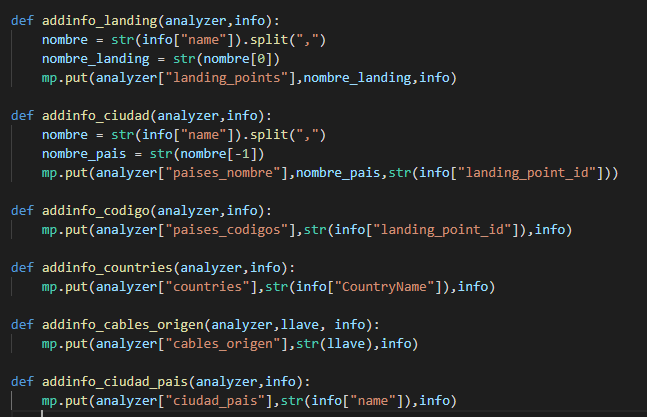 def addinfo_landing(analyzer,info):
    nombre = str(info["name"]).split(",")
    nombre_landing = str(nombre[0])
    mp.put(analyzer["landing_points"],nombre_landing,info)
def addinfo_ciudad(analyzer,info):
    nombre = str(info["name"]).split(",")
    nombre_pais = str(nombre[-1])
    mp.put(analyzer["paises_nombre"],nombre_pais,str(info["landing_point_id"]))
def addinfo_codigo(analyzer,info):
    mp.put(analyzer["paises_codigos"],str(info["landing_point_id"]),info)
def addinfo_countries(analyzer,info):
    mp.put(analyzer["countries"],str(info["CountryName"]),info)
def addinfo_cables_origen(analyzer,llave, info):
    mp.put(analyzer["cables_origen"],str(llave),info)
def addinfo_ciudad_pais(analyzer,info):
    mp.put(analyzer["ciudad_pais"],str(info["name"]),info)